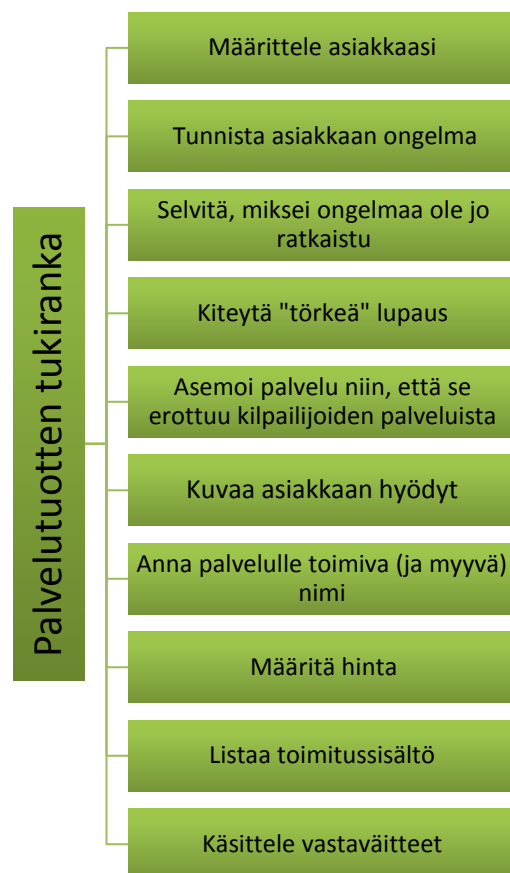 Palvelutuotten tukiranka
Määrittele asiakkaasi
Tunnista asiakkaan ongelma
Selvitä, miksei ongelmaa ole jo
ratkaistu
Kiteytä "törkeä" lupaus
Asemoi palvelu niin, että se
erottuu kilpailijoiden palveluista
Kuvaa asiakkaan hyödyt
Anna palvelulle toimiva (ja myyvä)
nimi
Määritä hinta
Listaa toimitussisältö
Käsittele vastaväitteet